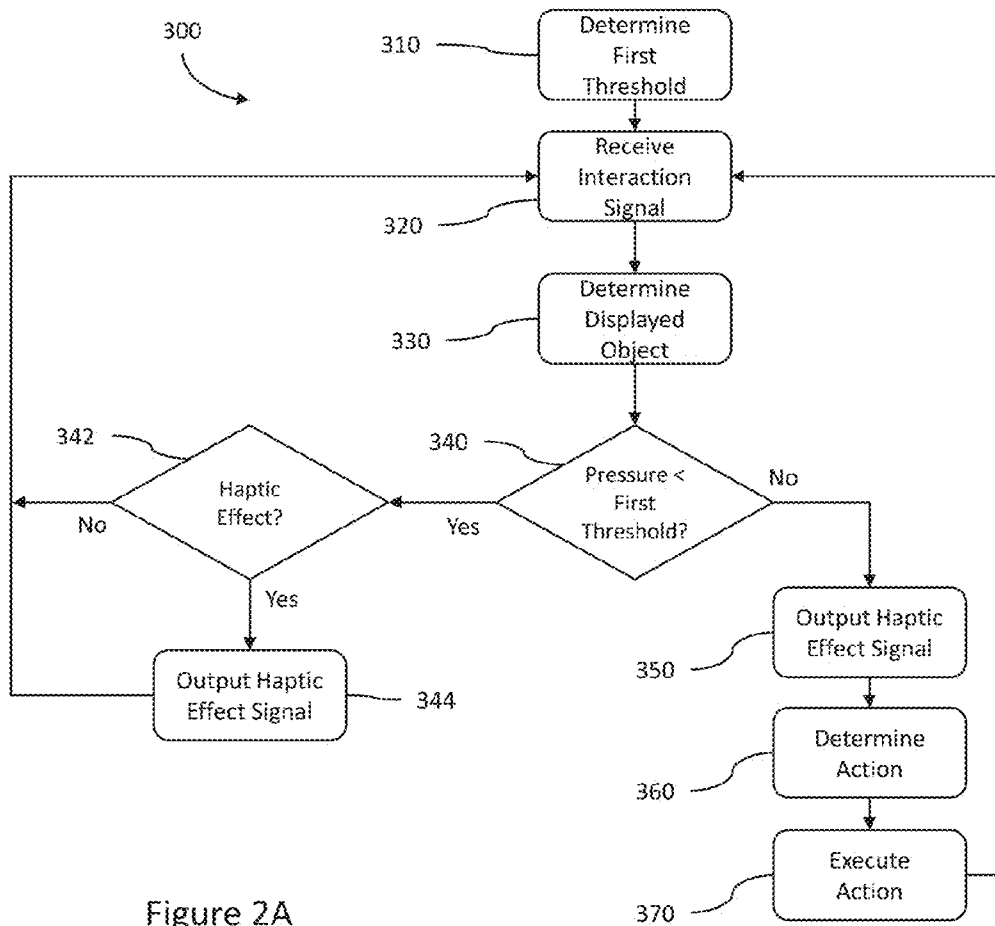 300
310
Determine
First
Threshold
Receive
Interaction
Signal
320
Determine
Displayed
Object
330
342
Haptic
Effect?
No
Yes
340
Pressure <
First
Threshold?
Yes
No
Output Haptic
Effect Signal
344
Output Haptic
Effect Signal
350
Determine
Action
360
Execute
Action
370
Figure 2A